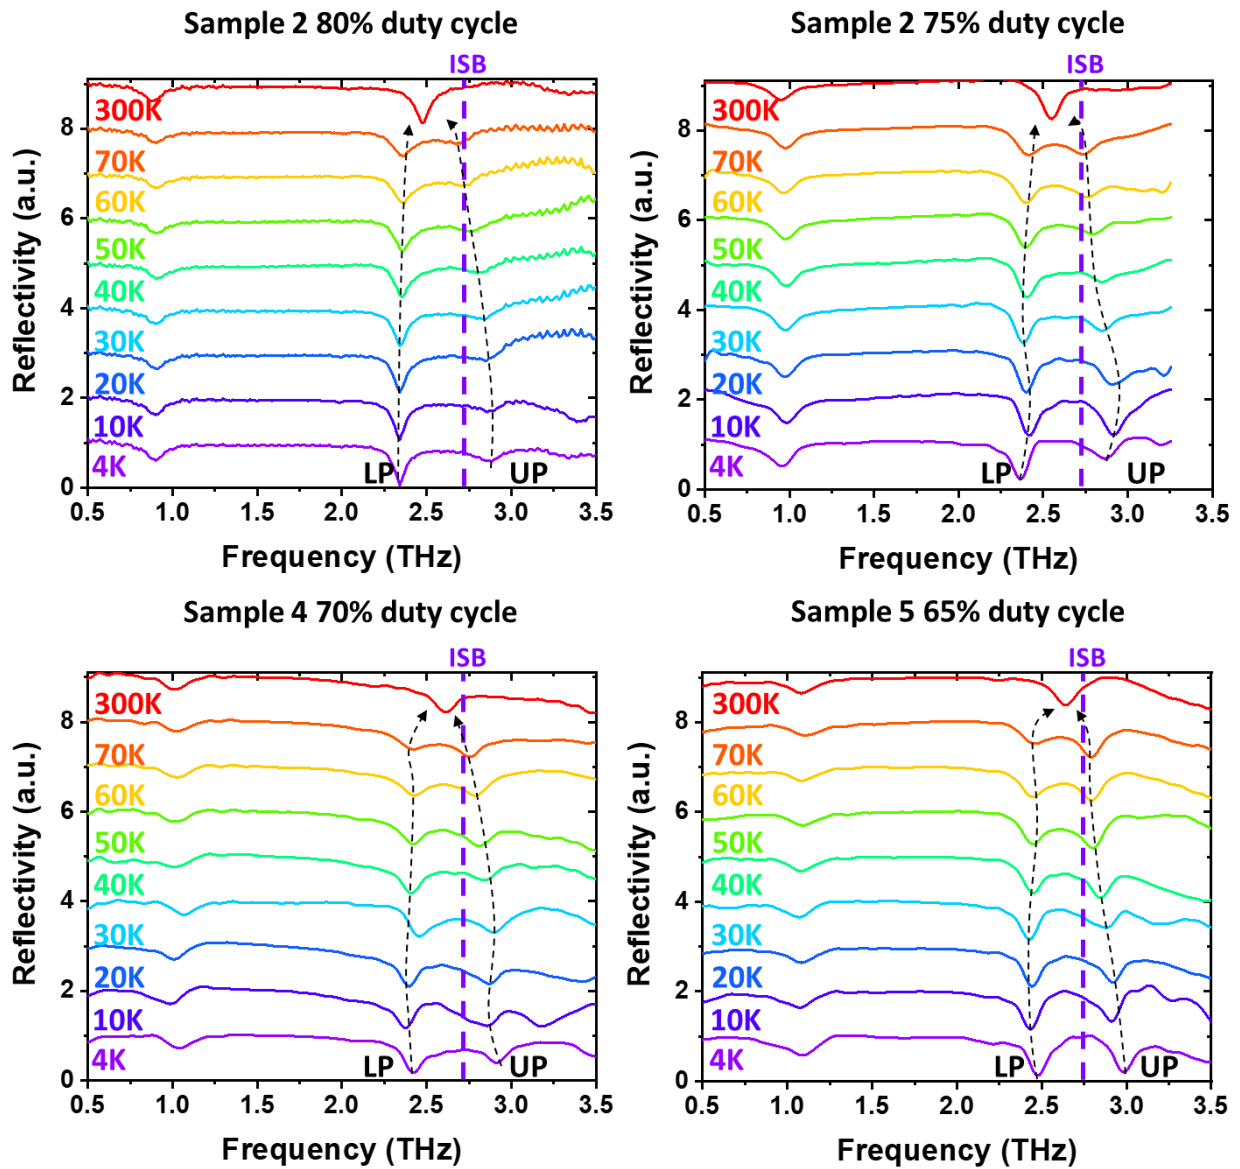 Sample 2 80% duty cycle
ISB
Reflectivity (a.u.)
8
6
4
2
0
300K
70K
60K
50K
40K
30K
20K
10K
4K
LP
UP
0.5 1.0 1.5 2.0 2.5 3.0 3.5
Frequency (THz)
Sample 2 75% duty cycle
ISB
Reflectivity (a.u.)
8
6
4
2
0
300K
70K
60K
50K
40K
30K
20K
10K
4K
LP
UP
0.5 1.0 1.5 2.0 2.5 3.0 3.5
Frequency (THz)
Sample 4 70% duty cycle
ISB
Reflectivity (a.u.)
8
6
4
2
0
300K
70K
60K
50K
40K
30K
20K
10K
4K
LP
UP
0.5 1.0 1.5 2.0 2.5 3.0 3.5
Frequency (THz)
Sample 5 65% duty cycle
ISB
Reflectivity (a.u.)
8
6
4
2
0
300K
70K
60K
50K
40K
30K
20K
10K
4K
LP
UP
0.5 1.0 1.5 2.0 2.5 3.0 3.5
Frequency (THz)